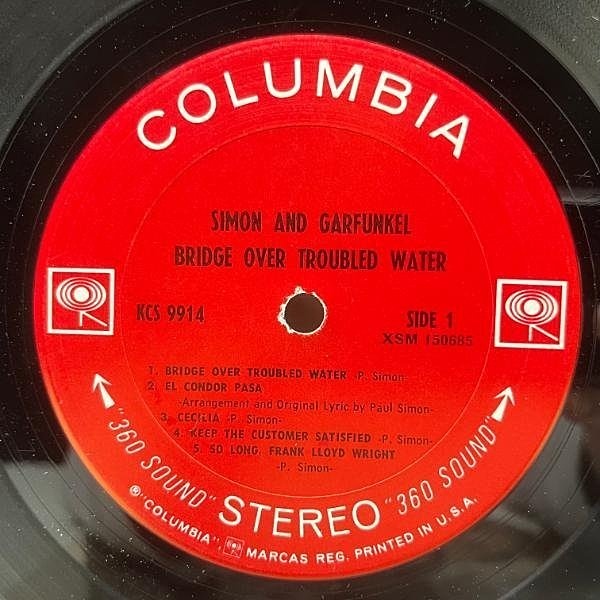 COLUMBIA
SIMON AND GARFUNKEL
BRIDGE OVER TROUBLED WATER
KCS 9914
SIDE 1
XSM 150685
1. BRIDGE OVER TROUBLED WATER -P. Simon-
2. EL CONDOR PASA
-Arrangement and Original Lyric by Paul Simon-
3. CECILIA -P. Simon-
4. KEEP THE CUSTOMER SATISFIED -P. Simon-
5. SO LONG, FRANK LLOYD WRIGHT
-P. Simon-
"360 SOUND" STEREO "360 SOUND"
®"COLUMBIA", MARCAS REG. PRINTED IN U.S.A.